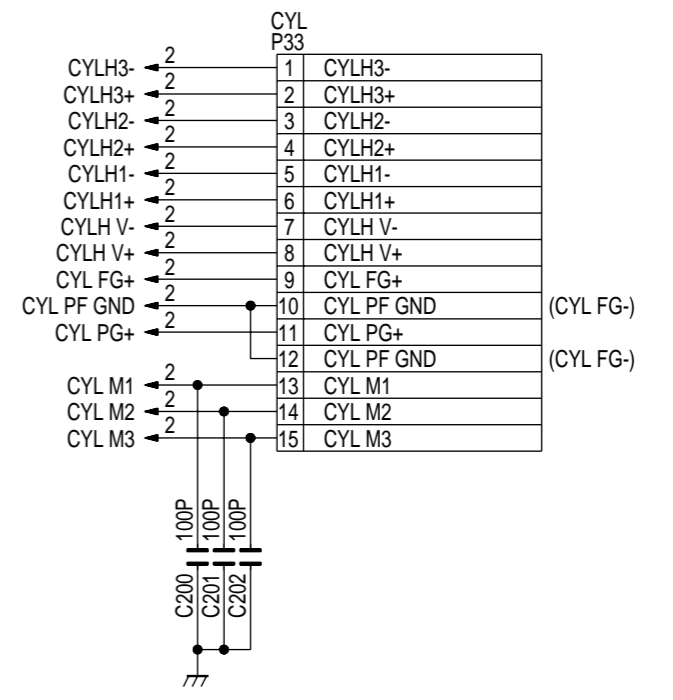 CYL
P33
CYLH3- 2 1 CYLH3-
CYLH3+ 2 2 CYLH3+
CYLH2- 2 3 CYLH2-
CYLH2+ 2 4 CYLH2+
CYLH1- 2 5 CYLH1-
CYLH1+ 2 6 CYLH1+
CYLH V- 2 7 CYLH V-
CYLH V+ 2 8 CYLH V+
CYL FG+ 2 9 CYL FG+
CYL PF GND 2 10 CYL PF GND (CYL FG-)
CYL PG+ 2 11 CYL PG+
12 CYL PF GND (CYL FG-)
CYL M1 2 13 CYL M1
CYL M2 2 14 CYL M2
CYL M3 2 15 CYL M3
100P 100P 100P
C200 C201 C202